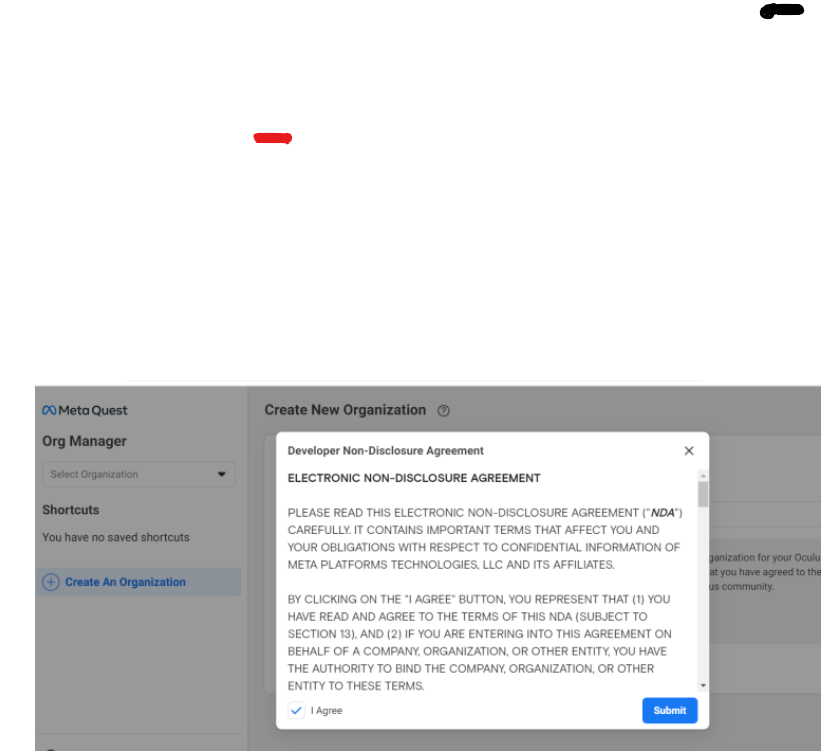 Meta Quest
Org Manager
Select Organization
Shortcuts
You have no saved shortcuts
Create An Organization
Create New Organization
Developer Non-Disclosure Agreement
ELECTRONIC NON-DISCLOSURE AGREEMENT
PLEASE READ THIS ELECTRONIC NON-DISCLOSURE AGREEMENT ("NDA")
CAREFULLY. IT CONTAINS IMPORTANT TERMS THAT AFFECT YOU AND
YOUR OBLIGATIONS WITH RESPECT TO CONFIDENTIAL INFORMATION OF
META PLATFORMS TECHNOLOGIES, LLC AND ITS AFFILIATES.
BY CLICKING ON THE "I AGREE" BUTTON, YOU REPRESENT THAT (1) YOU
HAVE READ AND AGREE TO THE TERMS OF THIS NDA (SUBJECT TO
SECTION 13), AND (2) IF YOU ARE ENTERING INTO THIS AGREEMENT ON
BEHALF OF A COMPANY, ORGANIZATION, OR OTHER ENTITY, YOU HAVE
THE AUTHORITY TO BIND THE COMPANY, ORGANIZATION, OR OTHER
ENTITY TO THESE TERMS.
I Agree
Submit
ganization for your Oculu
at you have agreed to the
us community.